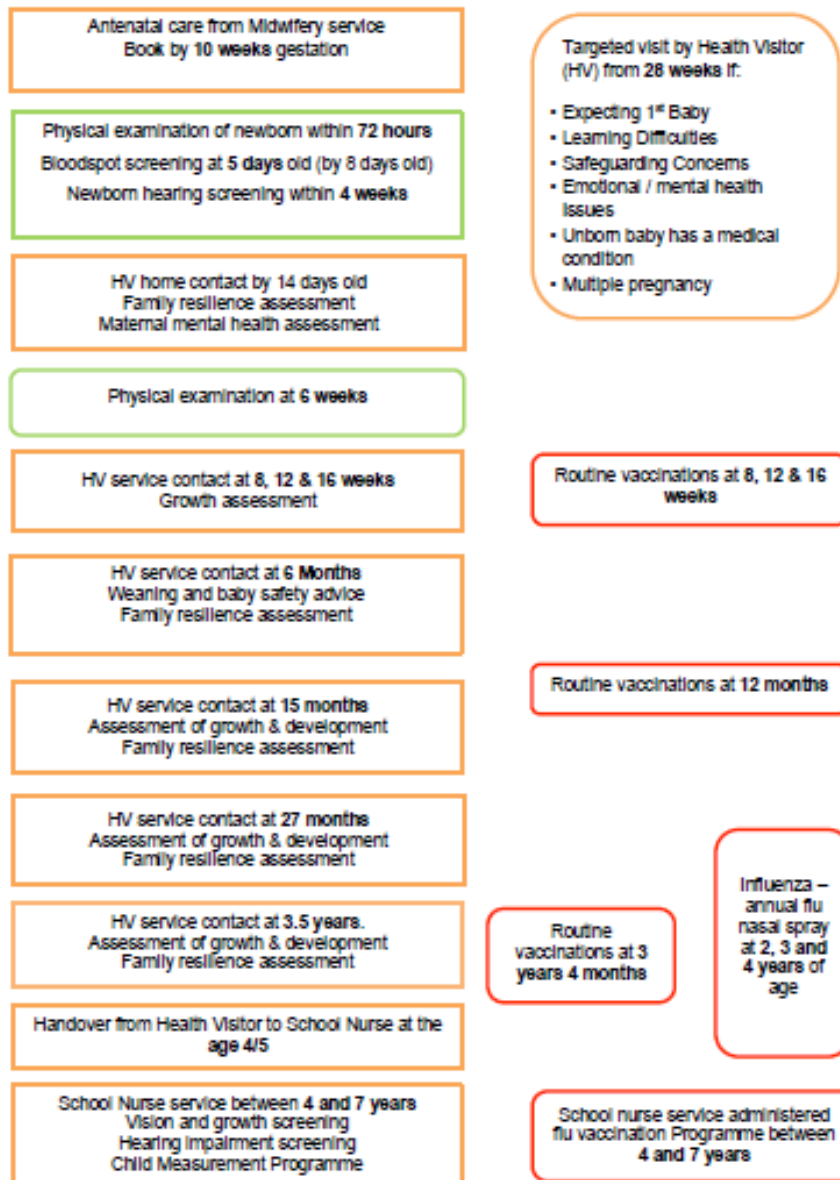 Antenatal care from Midwifery service
Book by 10 weeks gestation
Targeted visit by Health Visitor
(HV) from 28 weeks if:
• Expecting 1st Baby
• Learning Difficulties
• Safeguarding Concerns
• Emotional / mental health
issues
• Unborn baby has a medical
condition
• Multiple pregnancy
Physical examination of newborn within 72 hours
Bloodspot screening at 5 days old (by 8 days old)
Newborn hearing screening within 4 weeks
HV home contact by 14 days old
Family resilience assessment
Maternal mental health assessment
Physical examination at 6 weeks
HV service contact at 8, 12 & 16 weeks
Growth assessment
Routine vaccinations at 8, 12 & 16
weeks
HV service contact at 6 Months
Weaning and baby safety advice
Family resilience assessment
Routine vaccinations at 12 months
HV service contact at 15 months
Assessment of growth & development
Family resilience assessment
HV service contact at 27 months
Assessment of growth & development
Family resilience assessment
HV service contact at 3.5 years.
Assessment of growth & development
Family resilience assessment
Routine
vaccinations at 3
years 4 months
Influenza –
annual flu
nasal spray
at 2, 3 and
4 years of
age
Handover from Health Visitor to School Nurse at the
age 4/5
School Nurse service between 4 and 7 years
Vision and growth screening
Hearing impairment screening
Child Measurement Programme
School nurse service administered
flu vaccination Programme between
4 and 7 years